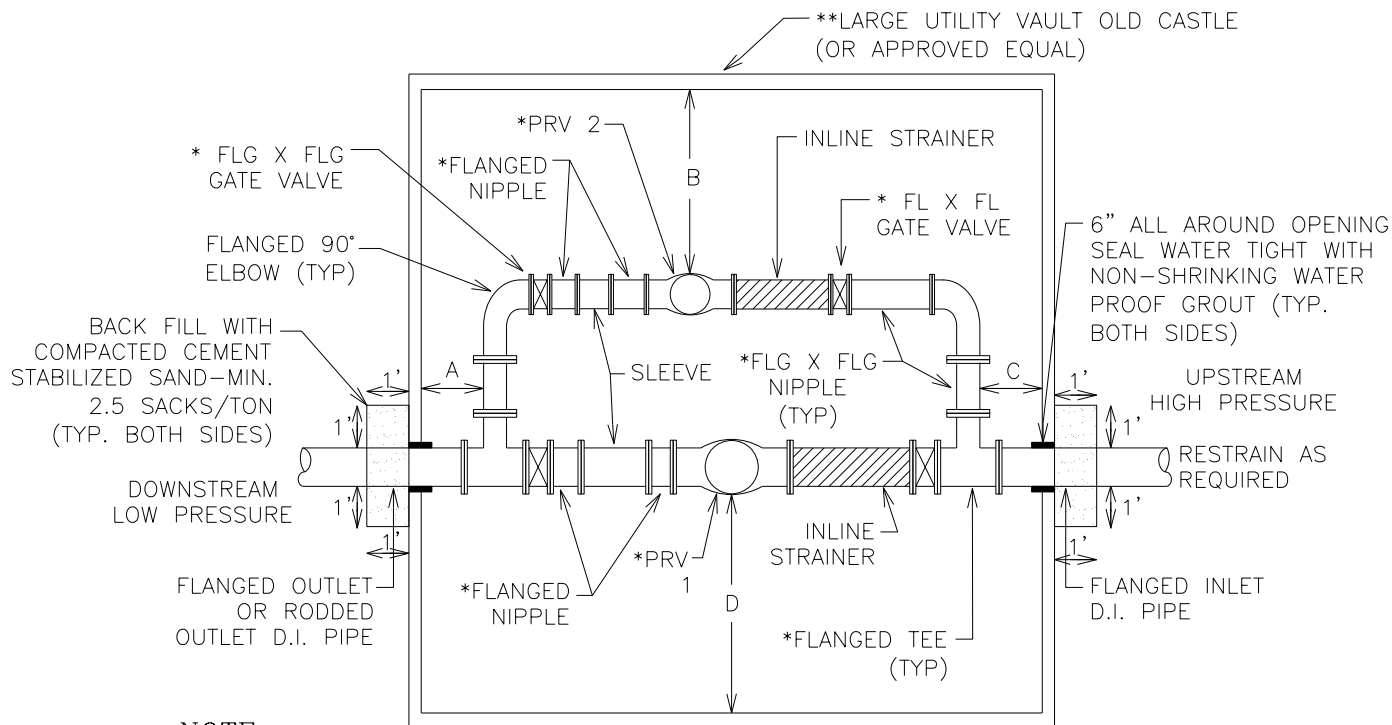 **LARGE UTILITY VAULT OLD CASTLE
(OR APPROVED EQUAL)
*PRV 2
INLINE STRAINER
* FLG X FLG
GATE VALVE
*FLANGED
NIPPLE
B
* FL X FL
GATE VALVE
6" ALL AROUND OPENING
SEAL WATER TIGHT WITH
NON-SHRINKING WATER
PROOF GROUT (TYP.
BOTH SIDES)
FLANGED 90°
ELBOW (TYP)
BACK FILL WITH
COMPACTED CEMENT
STABILIZED SAND-MIN.
2.5 SACKS/TON
(TYP. BOTH SIDES)
1'
A
SLEEVE
*FLG X FLG
NIPPLE
(TYP)
C
1'
UPSTREAM
HIGH PRESSURE
1'
1'
RESTRAIN AS
REQUIRED
DOWNSTREAM
LOW PRESSURE
1'
1'
1'
1'
INLINE
STRAINER
*PRV
1
*FLANGED
NIPPLE
D
FLANGED OUTLET
OR RODDED
OUTLET D.I. PIPE
FLANGED INLET
D.I. PIPE
*FLANGED TEE
(TYP)